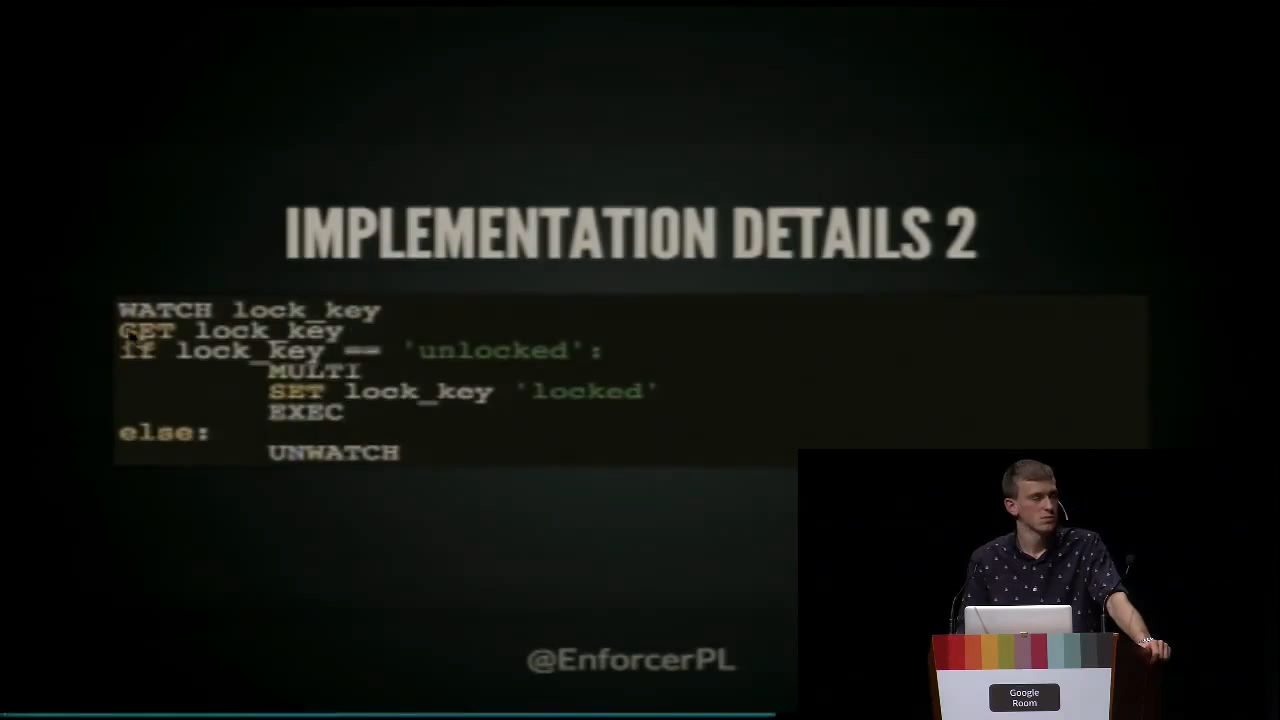 IMPLEMENTATION DETAILS 2
WATCH lock_key
GET lock_key
if lock_key == 'unlocked':
MULTI
SET lock_key 'locked'
EXEC
else:
UNWATCH
@EnforcerPL
Google
Room